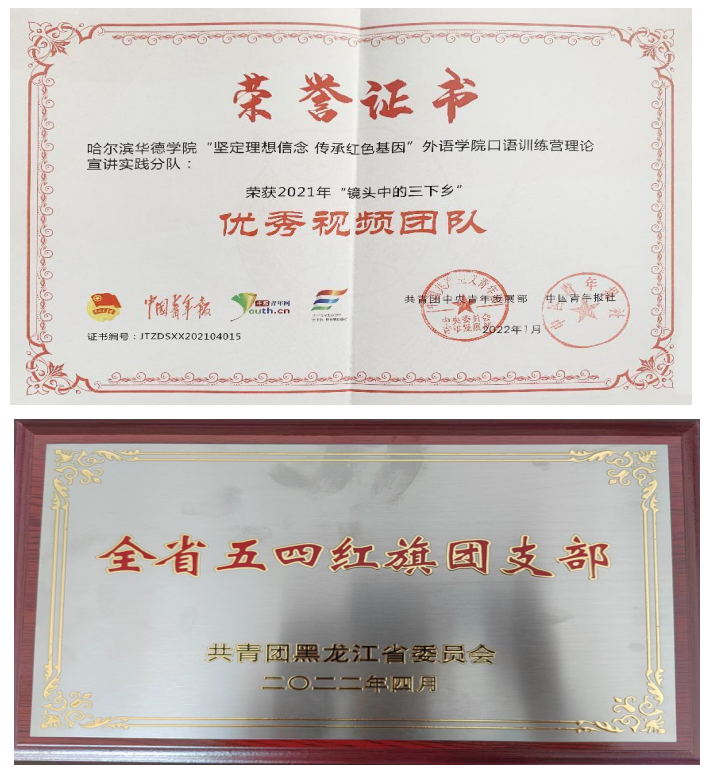 荣誉证书
哈尔滨华德学院“坚定理想信念 传承红色基因”外语学院口语训练营理论
宣讲实践分队：
荣获2021年“镜头中的三下乡”
优秀视频团队
中国青年报
中青 青年网
Youth.cn
共青团中央青年发展部 中国青年报社
2022年1月
证书编号：JTZDSXX202104015
全省五四红旗团支部
共青团黑龙江省委员会
二〇二二年四月